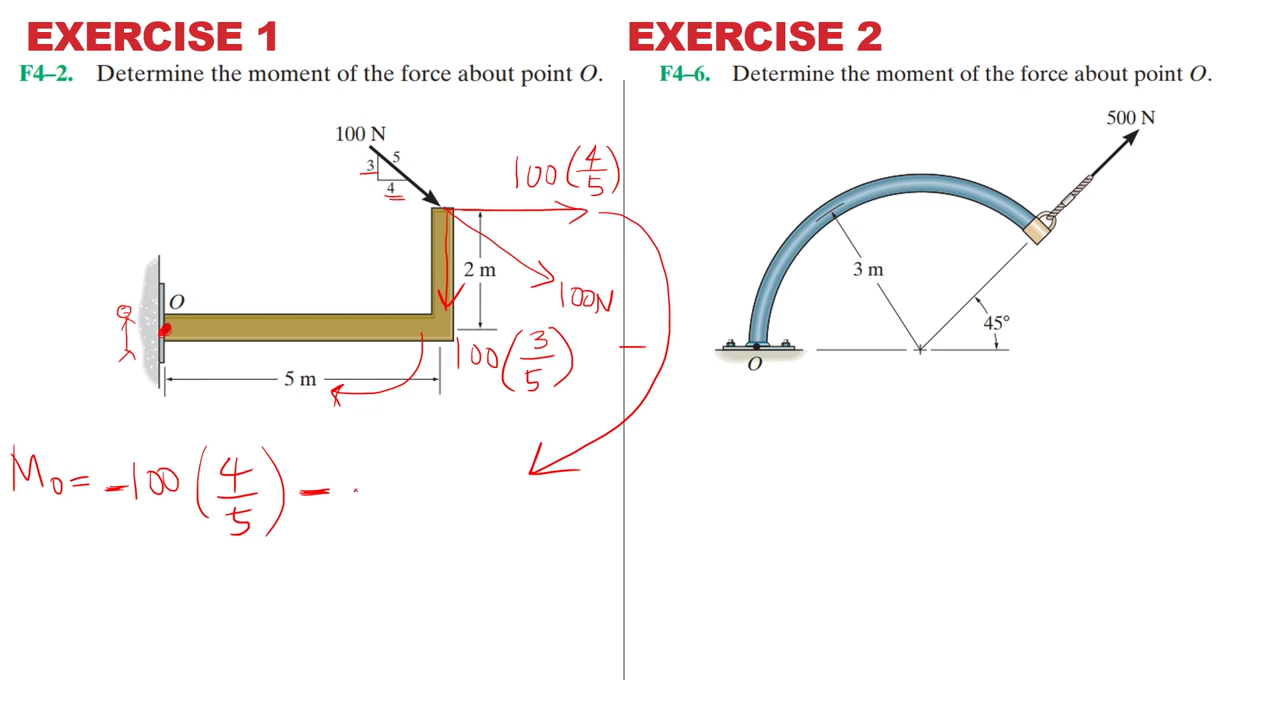 EXERCISE 1
F4–2. Determine the moment of the force about point O.
100 N
3
5
4
100(4/5)
2 m
100N
O
100(3/5)
5 m
–
M₀= -100(4/5) –
EXERCISE 2
F4–6. Determine the moment of the force about point O.
500 N
3 m
45°
O